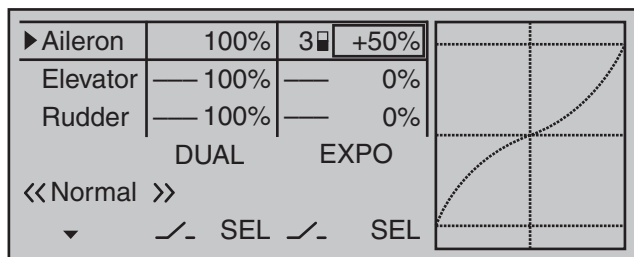 Aileron 100% 3 +50%
Elevator 100% 0%
Rudder 100% 0%
DUAL EXPO
«Normal »
SEL SEL